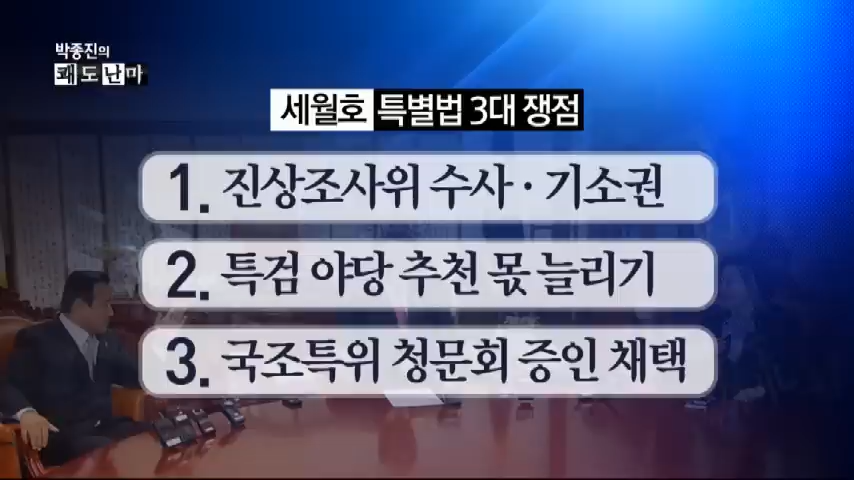 박종진의
쾌도난마
세월호 특별법 3대 쟁점
1. 진상조사위 수사·기소권
2. 특검 야당 추천 몫 늘리기
3. 국조특위 청문회 증인 채택